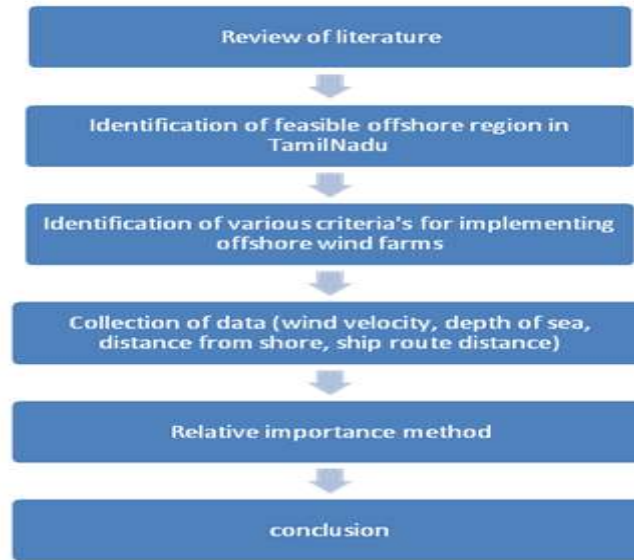 Review of literature
Identification of feasible offshore region in
TamilNadu
Identification of various criteria's for implementing
offshore wind farms
Collection of data (wind velocity, depth of sea,
distance from shore, ship route distance)
Relative importance method
conclusion